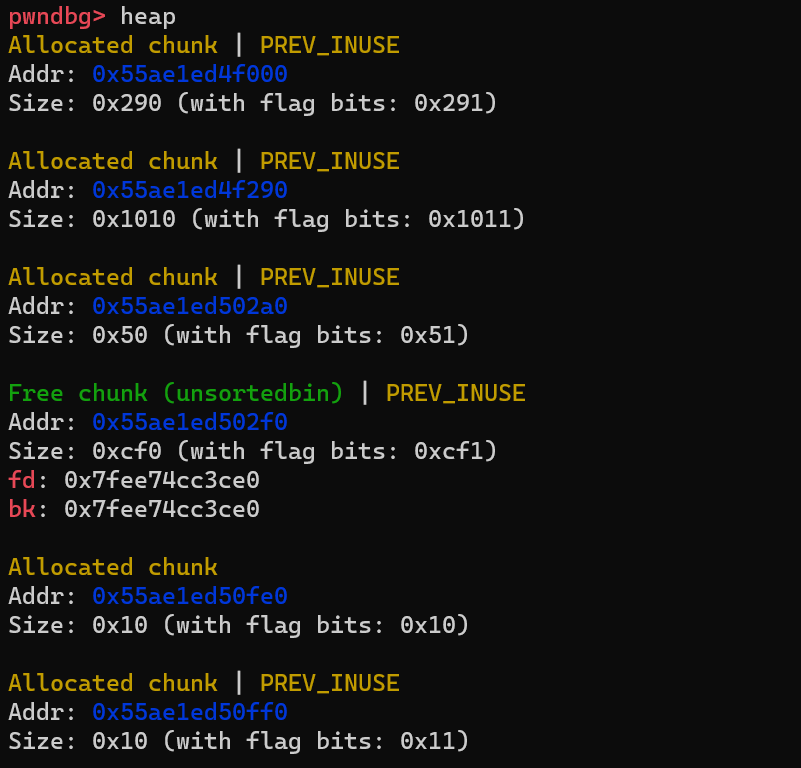 pwndbg> heap
Allocated chunk | PREV_INUSE
Addr: 0x55ae1ed4f000
Size: 0x290 (with flag bits: 0x291)
Allocated chunk | PREV_INUSE
Addr: 0x55ae1ed4f290
Size: 0x1010 (with flag bits: 0x1011)
Allocated chunk | PREV_INUSE
Addr: 0x55ae1ed502a0
Size: 0x50 (with flag bits: 0x51)
Free chunk (unsortedbin) | PREV_INUSE
Addr: 0x55ae1ed502f0
Size: 0xcf0 (with flag bits: 0xcf1)
fd: 0x7fee74cc3ce0
bk: 0x7fee74cc3ce0
Allocated chunk
Addr: 0x55ae1ed50fe0
Size: 0x10 (with flag bits: 0x10)
Allocated chunk | PREV_INUSE
Addr: 0x55ae1ed50ff0
Size: 0x10 (with flag bits: 0x11)